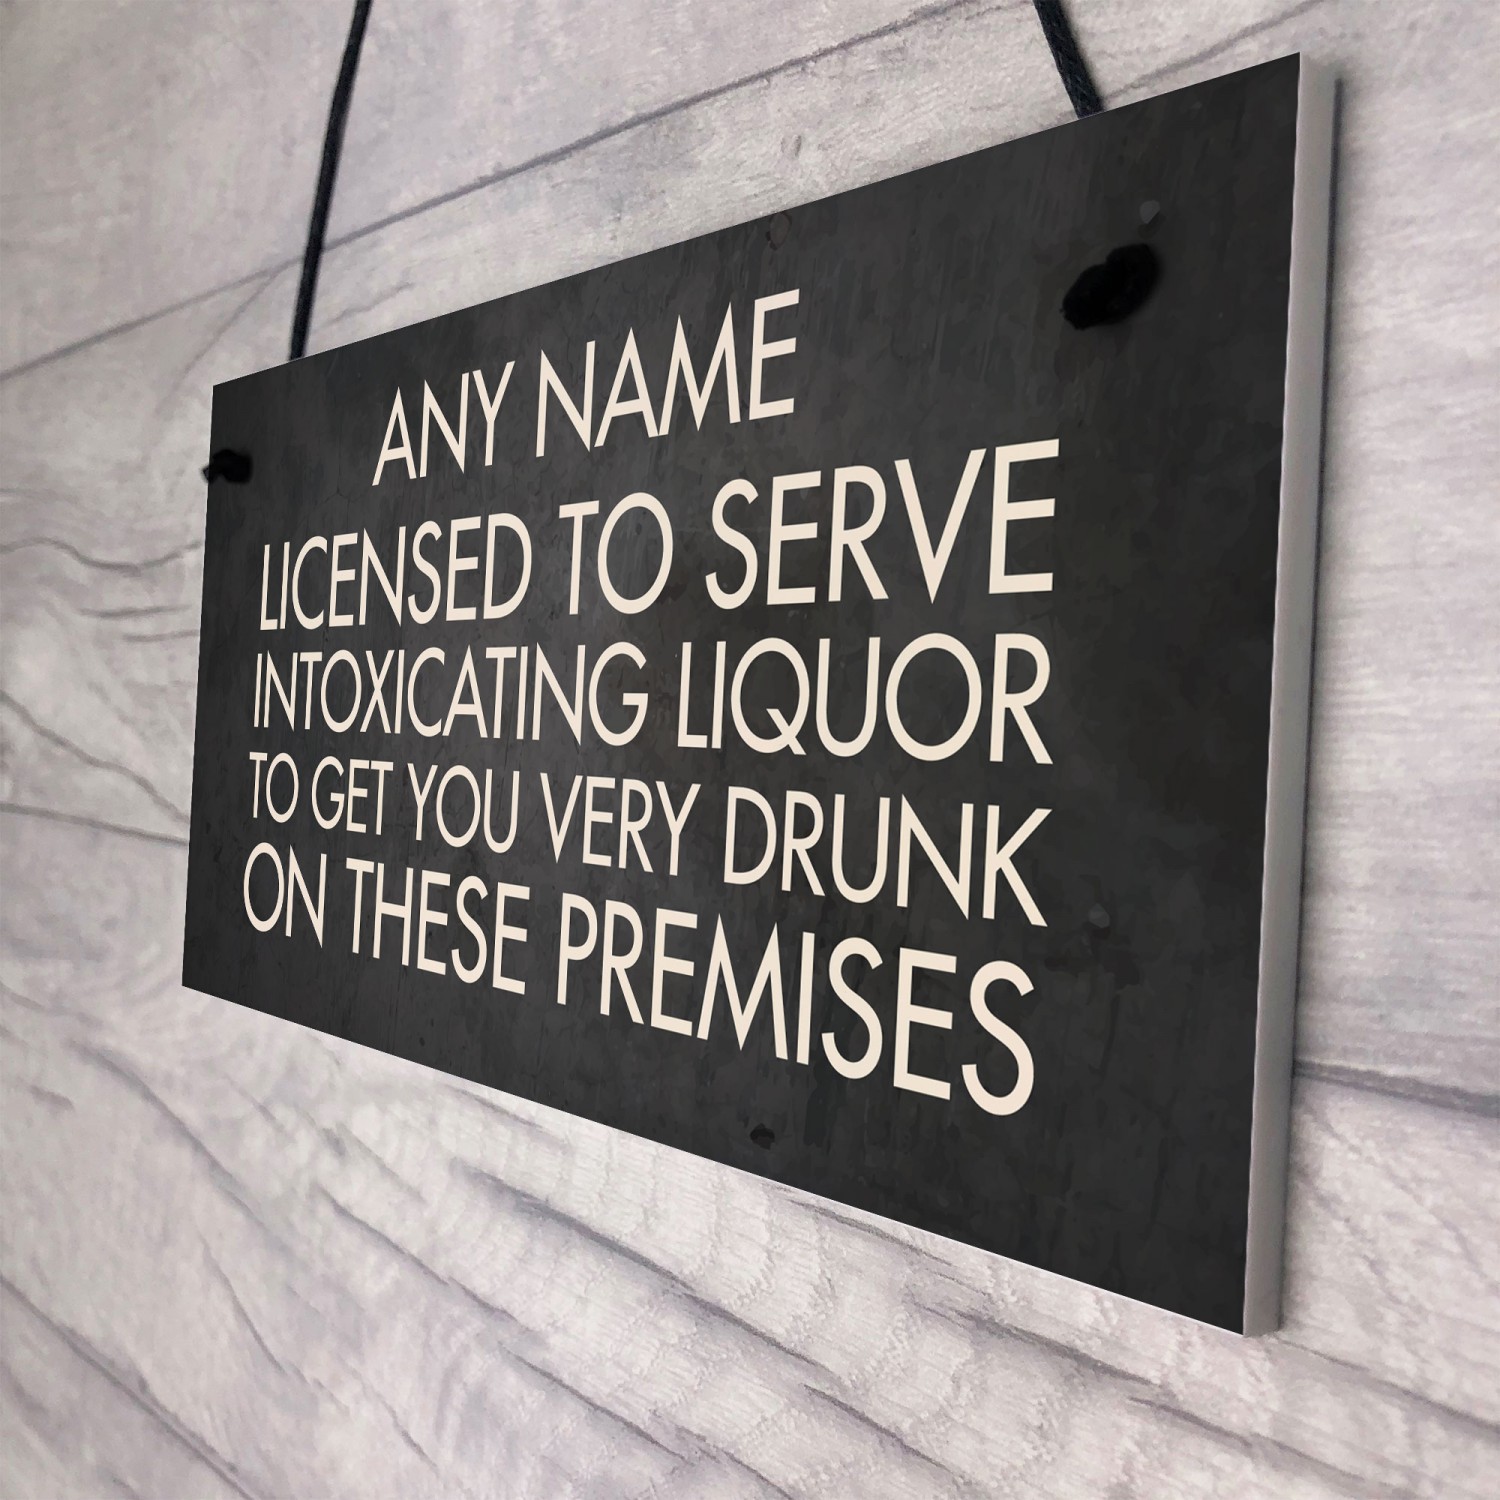 ANY NAME
LICENSED TO SERVE
INTOXICATING LIQUOR
TO GET YOU VERY DRUNK
ON THESE PREMISES